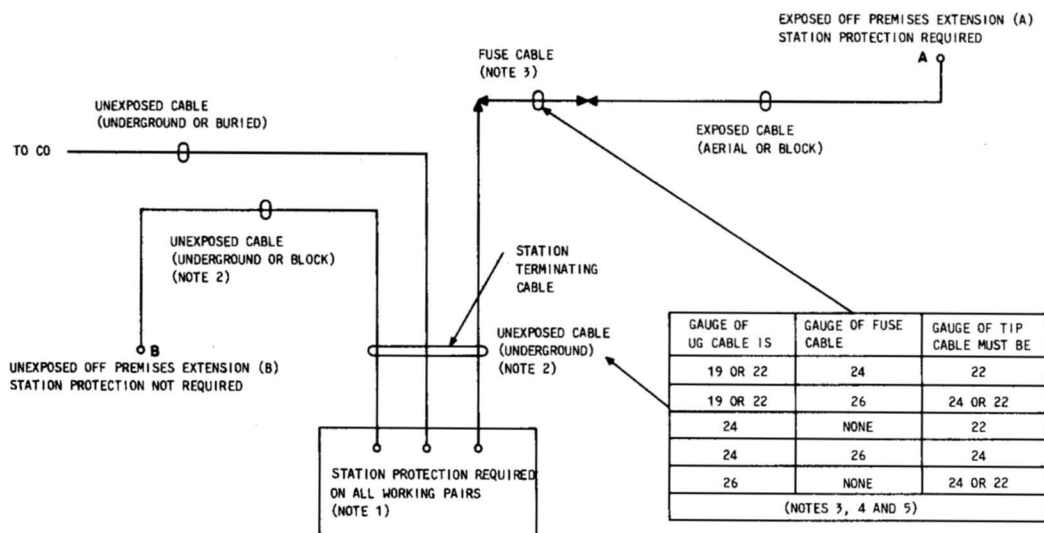 EXPOSED OFF PREMISES EXTENSION (A)
STATION PROTECTION REQUIRED
A
FUSE CABLE
(NOTE 3)
UNEXPOSED CABLE
(UNDERGROUND OR BURIED)
EXPOSED CABLE
(AERIAL OR BLOCK)
TO CO
UNEXPOSED CABLE
(UNDERGROUND OR BLOCK)
(NOTE 2)
STATION
TERMINATING
CABLE
B
UNEXPOSED OFF PREMISES EXTENSION (B)
STATION PROTECTION NOT REQUIRED
UNEXPOSED CABLE
(UNDERGROUND)
(NOTE 2)
STATION PROTECTION REQUIRED
ON ALL WORKING PAIRS
(NOTE 1)
GAUGE OF UG CABLE IS GAUGE OF FUSE CABLE GAUGE OF TIP CABLE MUST BE
19 OR 22 24 22
19 OR 22 26 24 OR 22
24 NONE 22
24 26 24
26 NONE 24 OR 22
(NOTES 3, 4 AND 5)